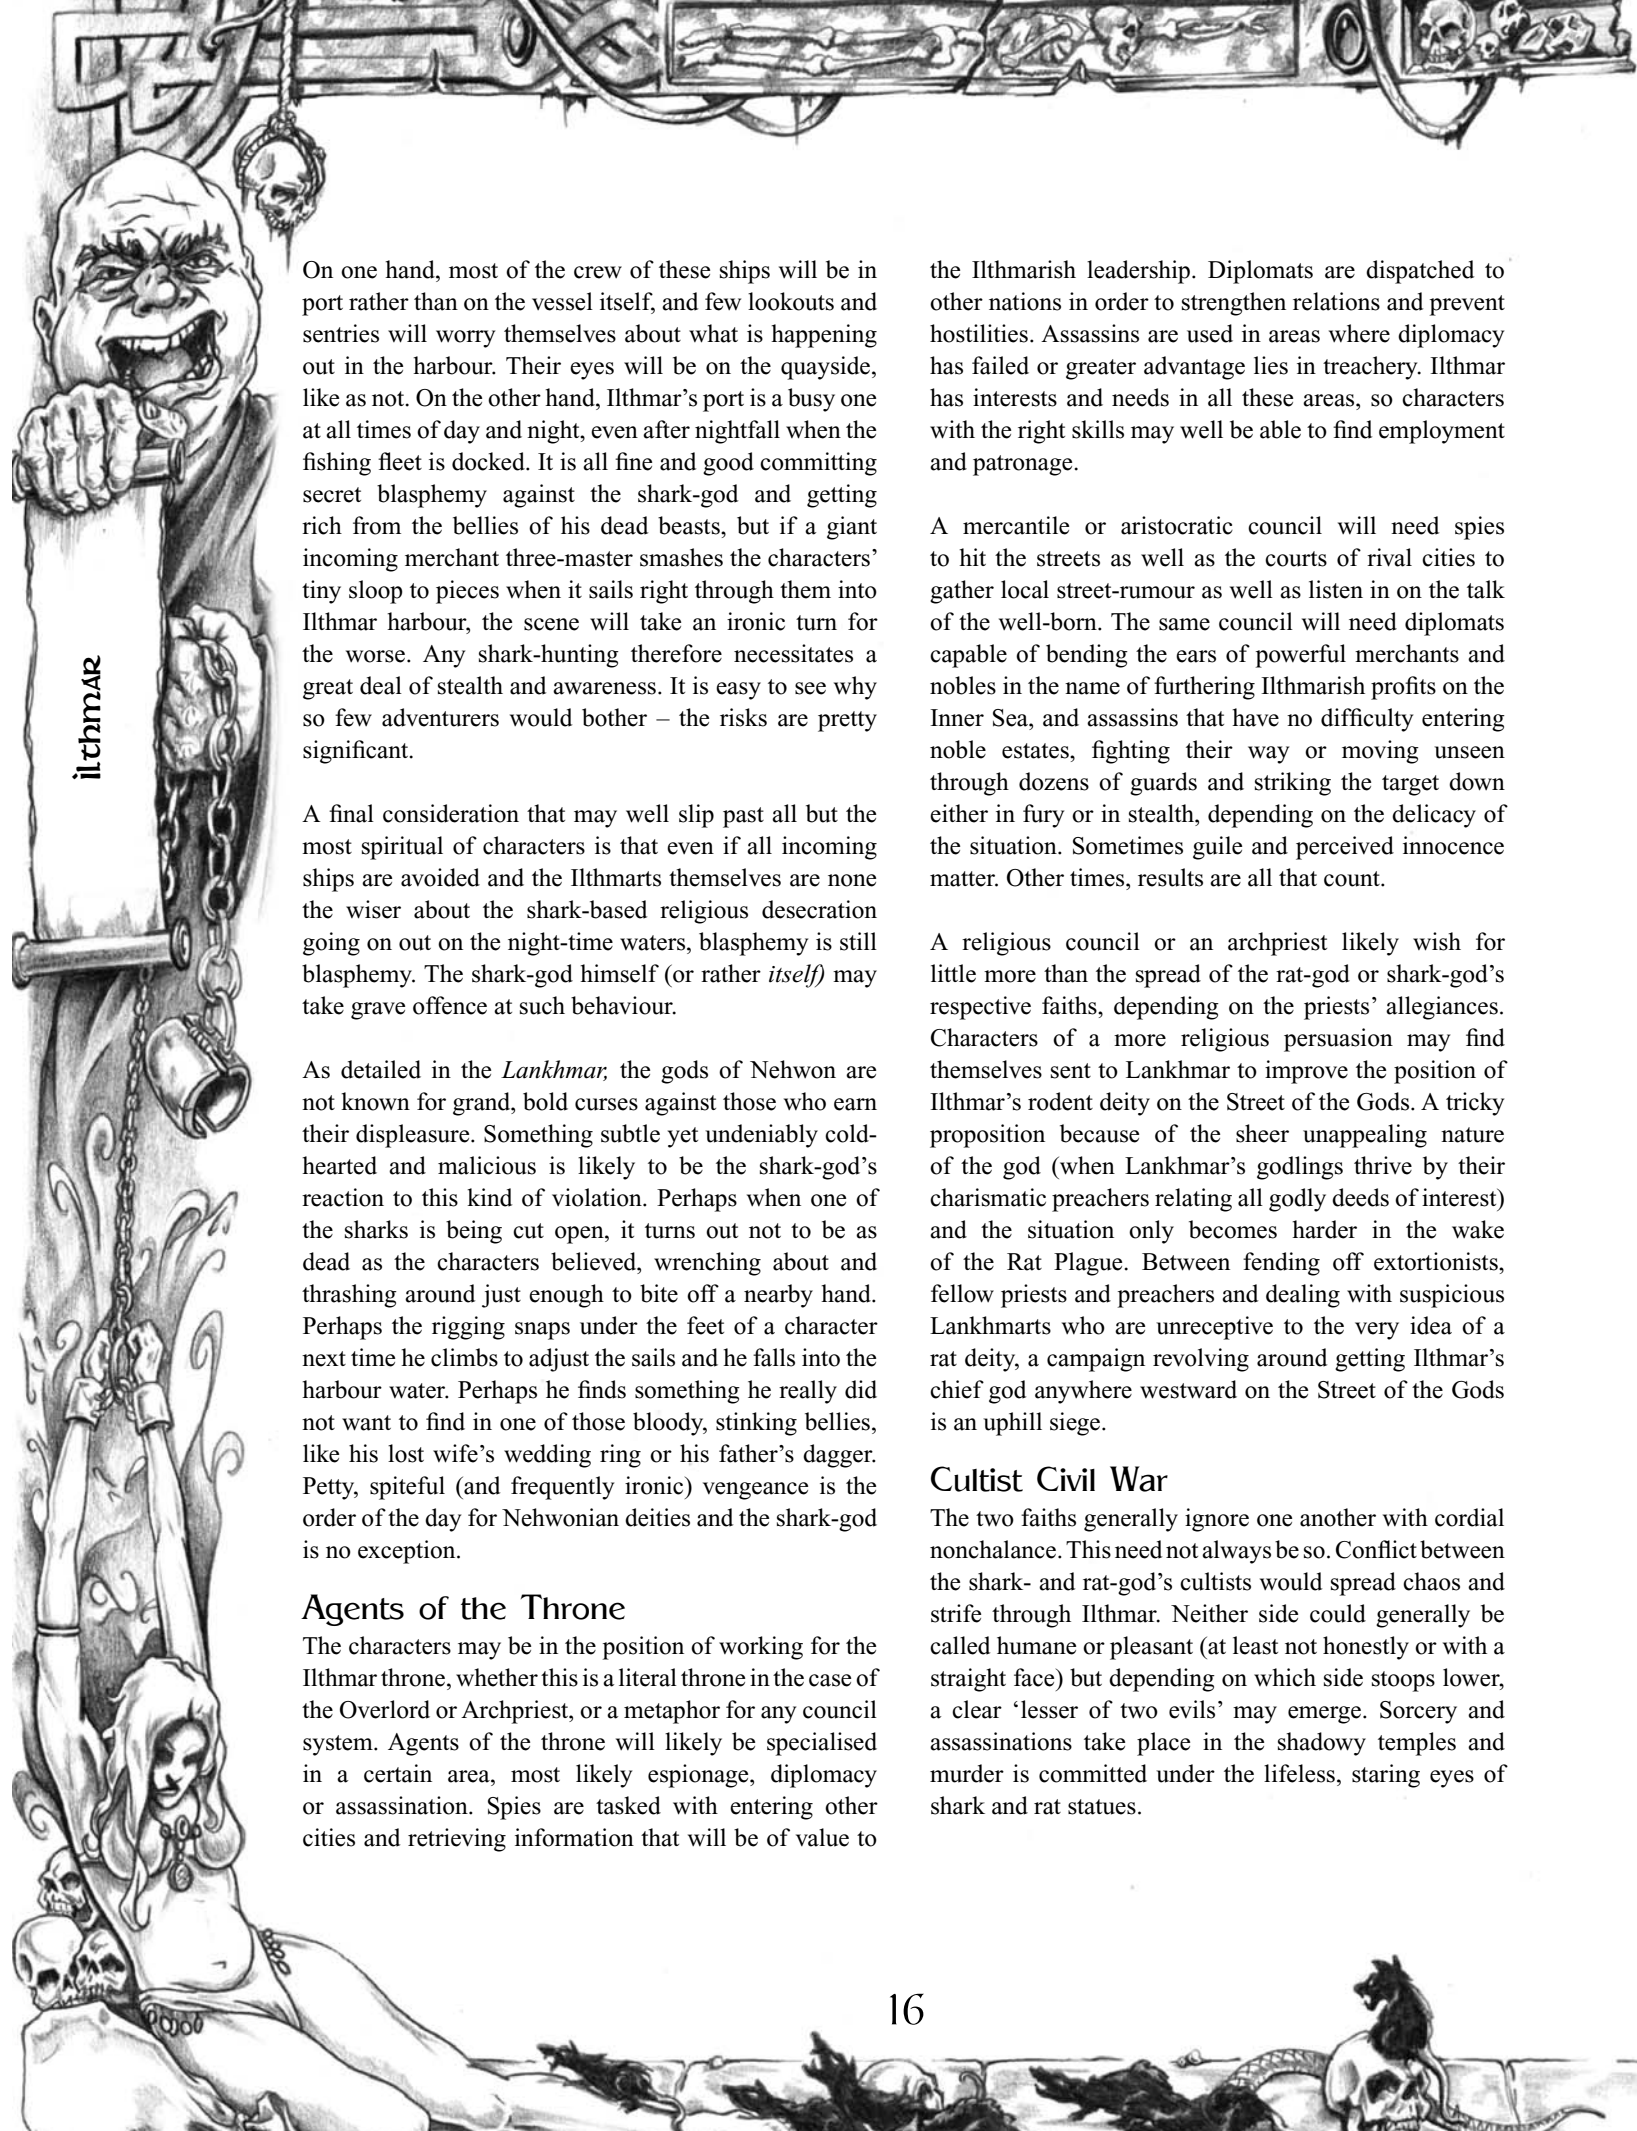 ilthmar
On one hand, most of the crew of these ships will be in
port rather than on the vessel itself, and few lookouts and
sentries will worry themselves about what is happening
out in the harbour. Their eyes will be on the quayside,
like as not. On the other hand, Ilthmar’s port is a busy one
at all times of day and night, even after nightfall when the
fishing fleet is docked. It is all fine and good committing
secret blasphemy against the shark-god and getting
rich from the bellies of his dead beasts, but if a giant
incoming merchant three-master smashes the characters’
tiny sloop to pieces when it sails right through them into
Ilthmar harbour, the scene will take an ironic turn for
the worse. Any shark-hunting therefore necessitates a
great deal of stealth and awareness. It is easy to see why
so few adventurers would bother – the risks are pretty
significant.
A final consideration that may well slip past all but the
most spiritual of characters is that even if all incoming
ships are avoided and the Ilthmarts themselves are none
the wiser about the shark-based religious desecration
going on out on the night-time waters, blasphemy is still
blasphemy. The shark-god himself (or rather itself) may
take grave offence at such behaviour.
As detailed in the Lankhmar, the gods of Nehwon are
not known for grand, bold curses against those who earn
their displeasure. Something subtle yet undeniably cold-
hearted and malicious is likely to be the shark-god’s
reaction to this kind of violation. Perhaps when one of
the sharks is being cut open, it turns out not to be as
dead as the characters believed, wrenching about and
thrashing around just enough to bite off a nearby hand.
Perhaps the rigging snaps under the feet of a character
next time he climbs to adjust the sails and he falls into the
harbour water. Perhaps he finds something he really did
not want to find in one of those bloody, stinking bellies,
like his lost wife’s wedding ring or his father’s dagger.
Petty, spiteful (and frequently ironic) vengeance is the
order of the day for Nehwonian deities and the shark-god
is no exception.
Agents of the Throne
The characters may be in the position of working for the
Ilthmar throne, whether this is a literal throne in the case of
the Overlord or Archpriest, or a metaphor for any council
system. Agents of the throne will likely be specialised
in a certain area, most likely espionage, diplomacy
or assassination. Spies are tasked with entering other
cities and retrieving information that will be of value to
the Ilthmarish leadership. Diplomats are dispatched to
other nations in order to strengthen relations and prevent
hostilities. Assassins are used in areas where diplomacy
has failed or greater advantage lies in treachery. Ilthmar
has interests and needs in all these areas, so characters
with the right skills may well be able to find employment
and patronage.
A mercantile or aristocratic council will need spies
to hit the streets as well as the courts of rival cities to
gather local street-rumour as well as listen in on the talk
of the well-born. The same council will need diplomats
capable of bending the ears of powerful merchants and
nobles in the name of furthering Ilthmarish profits on the
Inner Sea, and assassins that have no difficulty entering
noble estates, fighting their way or moving unseen
through dozens of guards and striking the target down
either in fury or in stealth, depending on the delicacy of
the situation. Sometimes guile and perceived innocence
matter. Other times, results are all that count.
A religious council or an archpriest likely wish for
little more than the spread of the rat-god or shark-god’s
respective faiths, depending on the priests’ allegiances.
Characters of a more religious persuasion may find
themselves sent to Lankhmar to improve the position of
Ilthmar’s rodent deity on the Street of the Gods. A tricky
proposition because of the sheer unappealing nature
of the god (when Lankhmar’s godlings thrive by their
charismatic preachers relating all godly deeds of interest)
and the situation only becomes harder in the wake
of the Rat Plague. Between fending off extortionists,
fellow priests and preachers and dealing with suspicious
Lankhmarts who are unreceptive to the very idea of a
rat deity, a campaign revolving around getting Ilthmar’s
chief god anywhere westward on the Street of the Gods
is an uphill siege.
Cultist Civil War
The two faiths generally ignore one another with cordial
nonchalance. This need not always be so. Conflict between
the shark- and rat-god’s cultists would spread chaos and
strife through Ilthmar. Neither side could generally be
called humane or pleasant (at least not honestly or with a
straight face) but depending on which side stoops lower,
a clear ‘lesser of two evils’ may emerge. Sorcery and
assassinations take place in the shadowy temples and
murder is committed under the lifeless, staring eyes of
shark and rat statues.
16